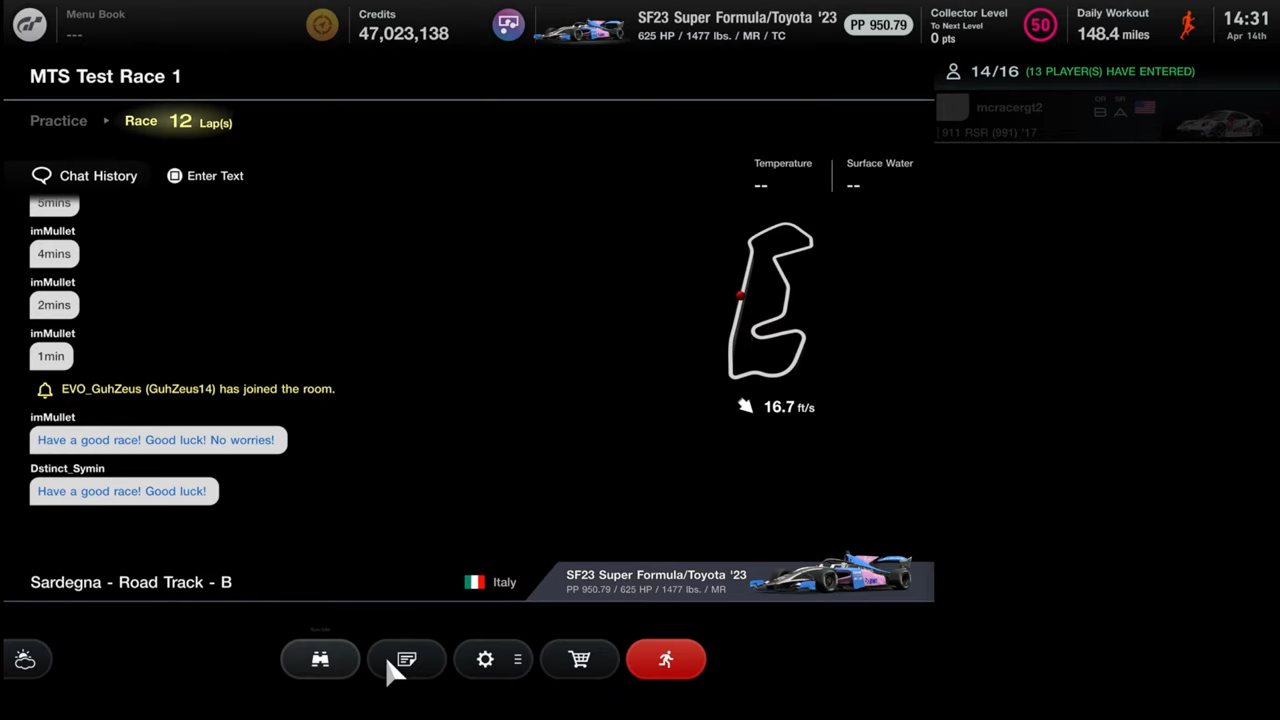 Menu Book
---
Credits
47,023,138
SF23 Super Formula/Toyota '23
625 HP / 1477 lbs. / MR / TC
PP 950.79
Collector Level
To Next Level
0 pts
50
Daily Workout
148.4 miles
14:31
Apr 14th
MTS Test Race 1
14/16 (13 PLAYER(S) HAVE ENTERED)
mcracergt2
DR SR
B A
911 RSR (991) '17
Practice
Race 12 Lap(s)
Chat History
Enter Text
Temperature
--
Surface Water
--
5mins
imMullet
4mins
imMullet
2mins
imMullet
1min
EVO_GuhZeus (GuhZeus14) has joined the room.
imMullet
Have a good race! Good luck! No worries!
Dstinct_Symin
Have a good race! Good luck!
16.7 ft/s
Sardegna - Road Track - B
Italy
SF23 Super Formula/Toyota '23
PP 950.79 / 625 HP / 1477 lbs. / MR